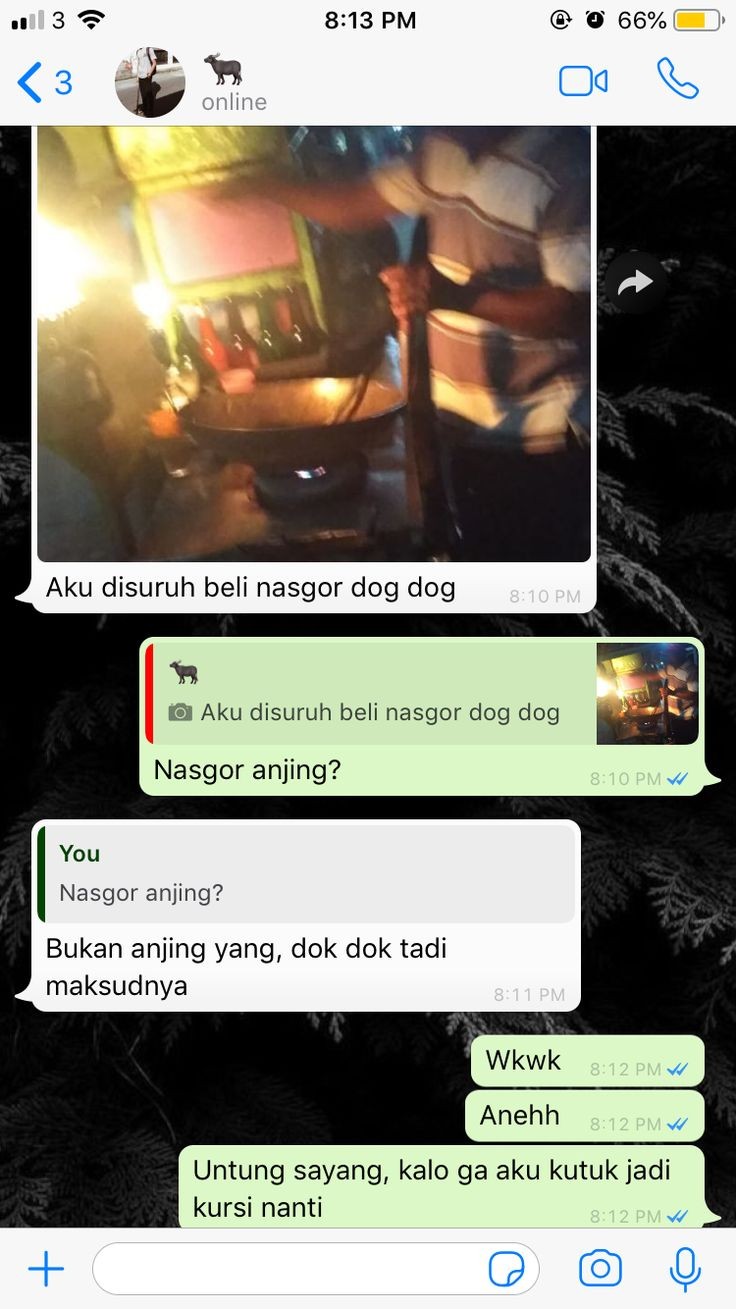 3
8:13 PM
66%
3
online
Aku disuruh beli nasgor dog dog
8:10 PM
Aku disuruh beli nasgor dog dog
Nasgor anjing?
8:10 PM
You
Nasgor anjing?
Bukan anjing yang, dok dok tadi
maksudnya
8:11 PM
Wkwk
8:12 PM
Anehh
8:12 PM
Untung sayang, kalo ga aku kutuk jadi
kursi nanti
8:12 PM